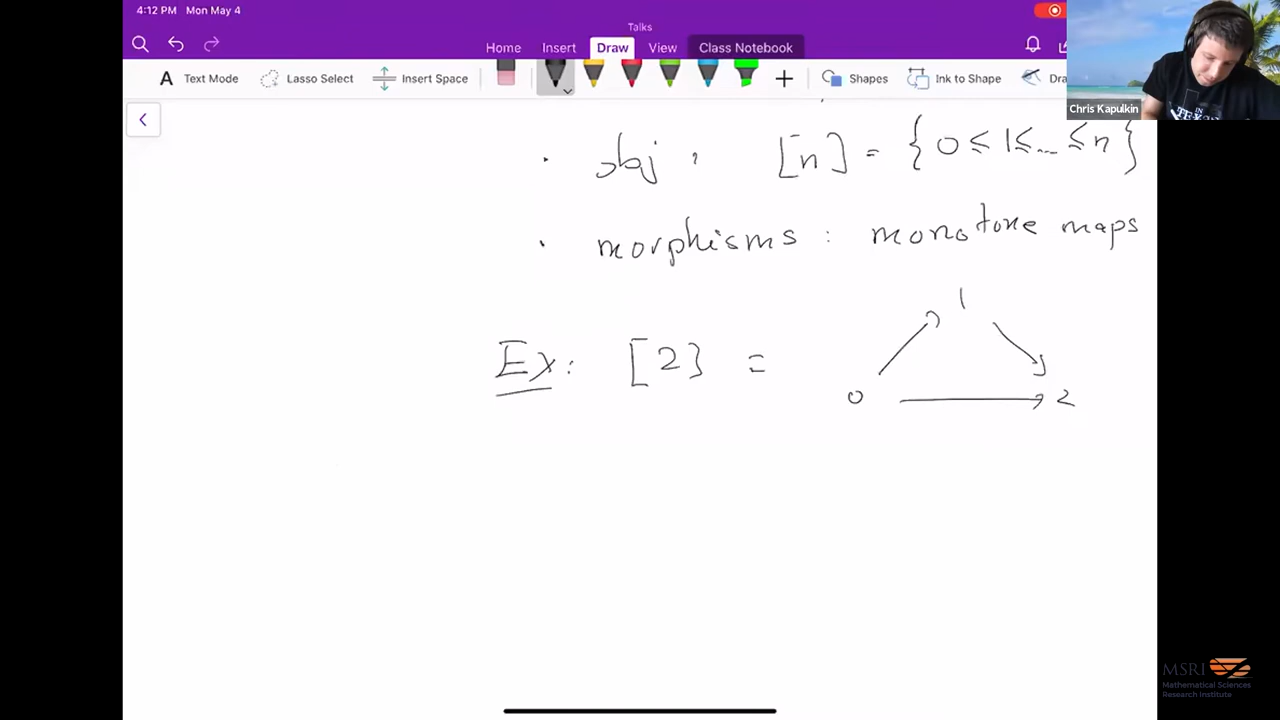 4:12 PM Mon May 4
Talks
Home Insert Draw View Class Notebook
Text Mode Lasso Select Insert Space Shapes Ink to Shape Dra
Chris Kapulkin
· obj : [n] = {0 ≤ 1 ≤ ... ≤ n}
· morphisms : monotone maps
1
Ex: [2] =
0 2
MSRI
Mathematical Sciences
Research Institute